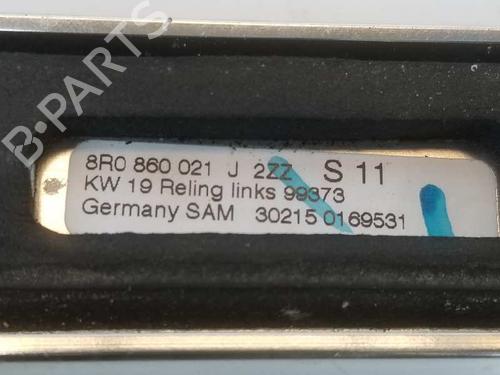 8R0 860 021 J 2ZZ S 11
KW 19 Reling links 99373
Germany SAM 30215 0169531
B-PARTS